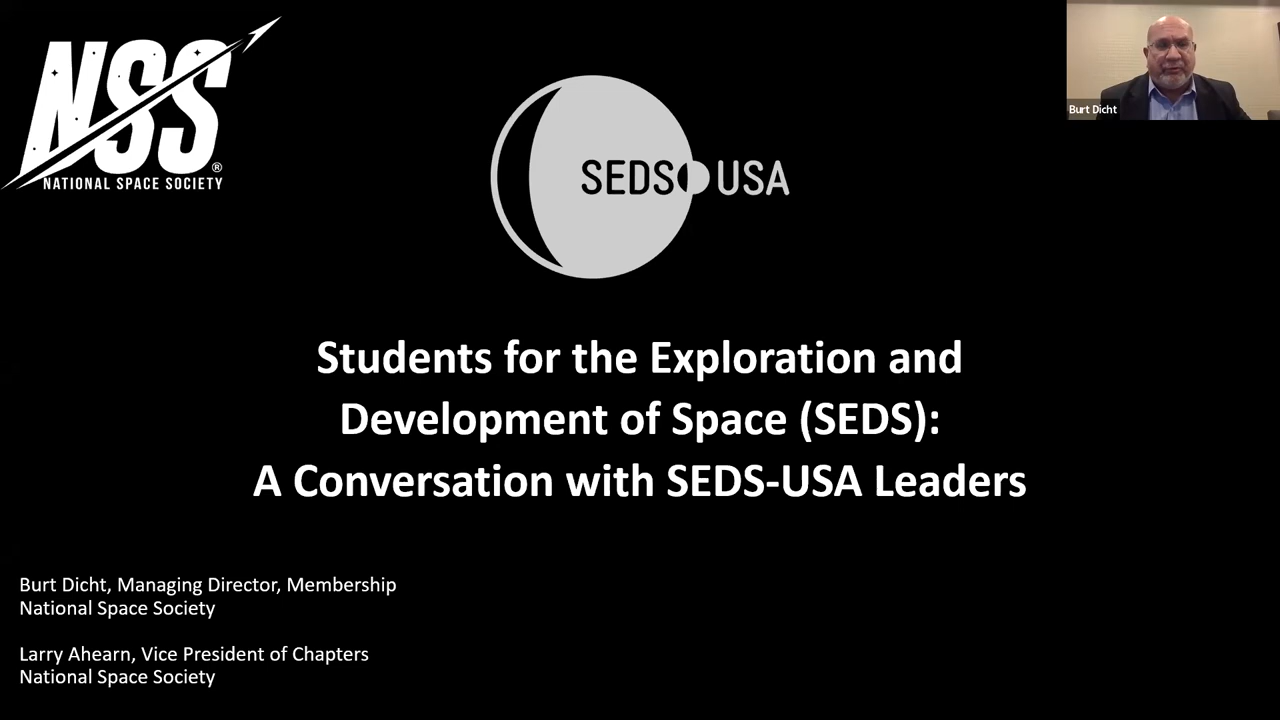 NSS®
NATIONAL SPACE SOCIETY
Burt Dicht
SEDS USA
Students for the Exploration and
Development of Space (SEDS):
A Conversation with SEDS-USA Leaders
Burt Dicht, Managing Director, Membership
National Space Society
Larry Ahearn, Vice President of Chapters
National Space Society